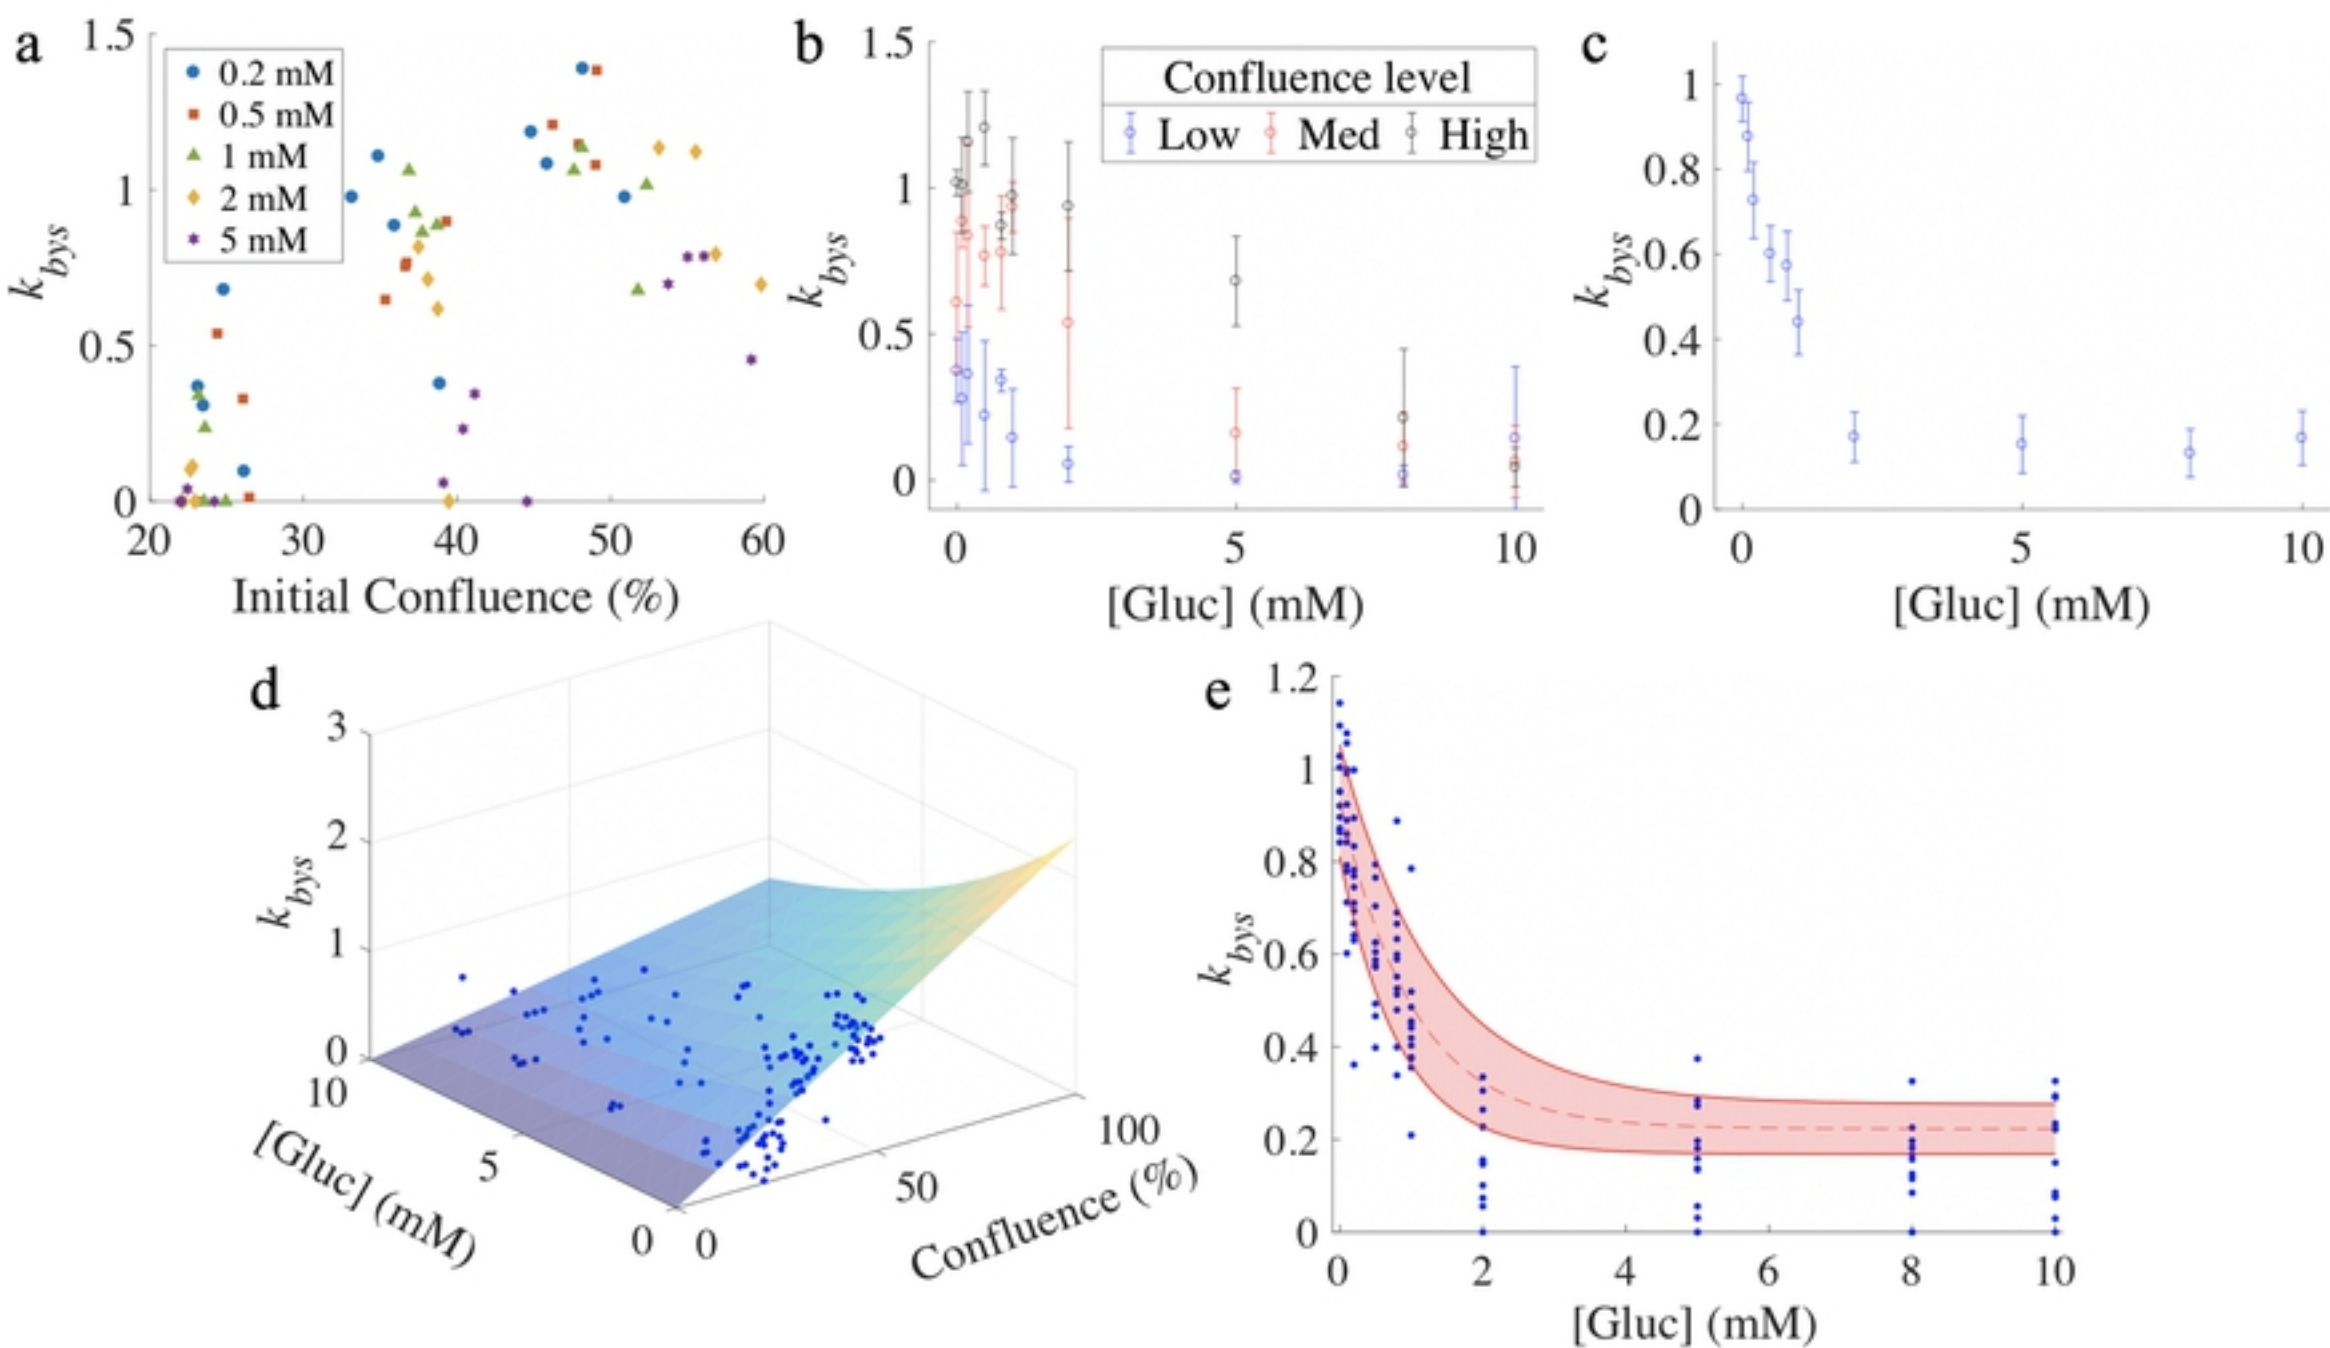 a
1.5
1
0.5
0
k_bys
20 30 40 50 60
Initial Confluence (%)
0.2 mM
0.5 mM
1 mM
2 mM
5 mM
b
1.5
1
0.5
0
k_bys
0 5 10
[Gluc] (mM)
Confluence level
Low Med High
c
1
0.8
0.6
0.4
0.2
0
k_bys
0 5 10
[Gluc] (mM)
d
3
2
1
0
k_bys
10
5
0
[Gluc] (mM)
0
50
100
Confluence (%)
e
1.2
1
0.8
0.6
0.4
0.2
0
k_bys
0 2 4 6 8 10
[Gluc] (mM)